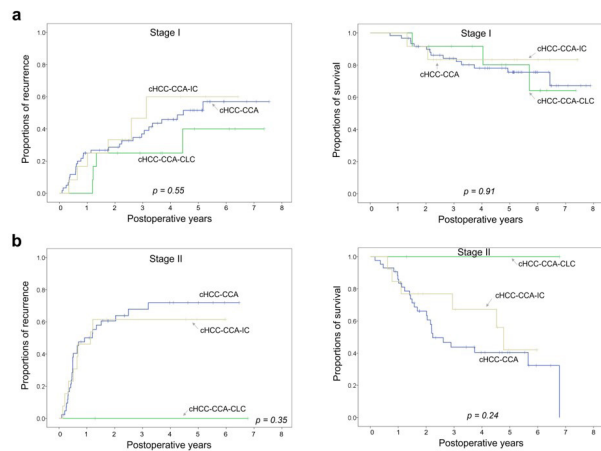 a
Stage I
Proportions of recurrence
1.0
0.8
0.6
0.4
0.2
0.0
cHCC-CCA-IC
cHCC-CCA
cHCC-CCA-CLC
p = 0.55
0 1 2 3 4 5 6 7 8
Postoperative years
Stage I
Proportions of survival
1.0
0.8
0.6
0.4
0.2
0.0
cHCC-CCA-IC
cHCC-CCA
cHCC-CCA-CLC
p = 0.91
0 1 2 3 4 5 6 7 8
Postoperative years
b
Stage II
Proportions of recurrence
1.0
0.8
0.6
0.4
0.2
0.0
cHCC-CCA
cHCC-CCA-IC
cHCC-CCA-CLC
p = 0.35
0 1 2 3 4 5 6 7 8
Postoperative years
Stage II
Proportions of survival
1.0
0.8
0.6
0.4
0.2
0.0
cHCC-CCA-CLC
cHCC-CCA-IC
cHCC-CCA
p = 0.24
0 1 2 3 4 5 6 7 8
Postoperative years